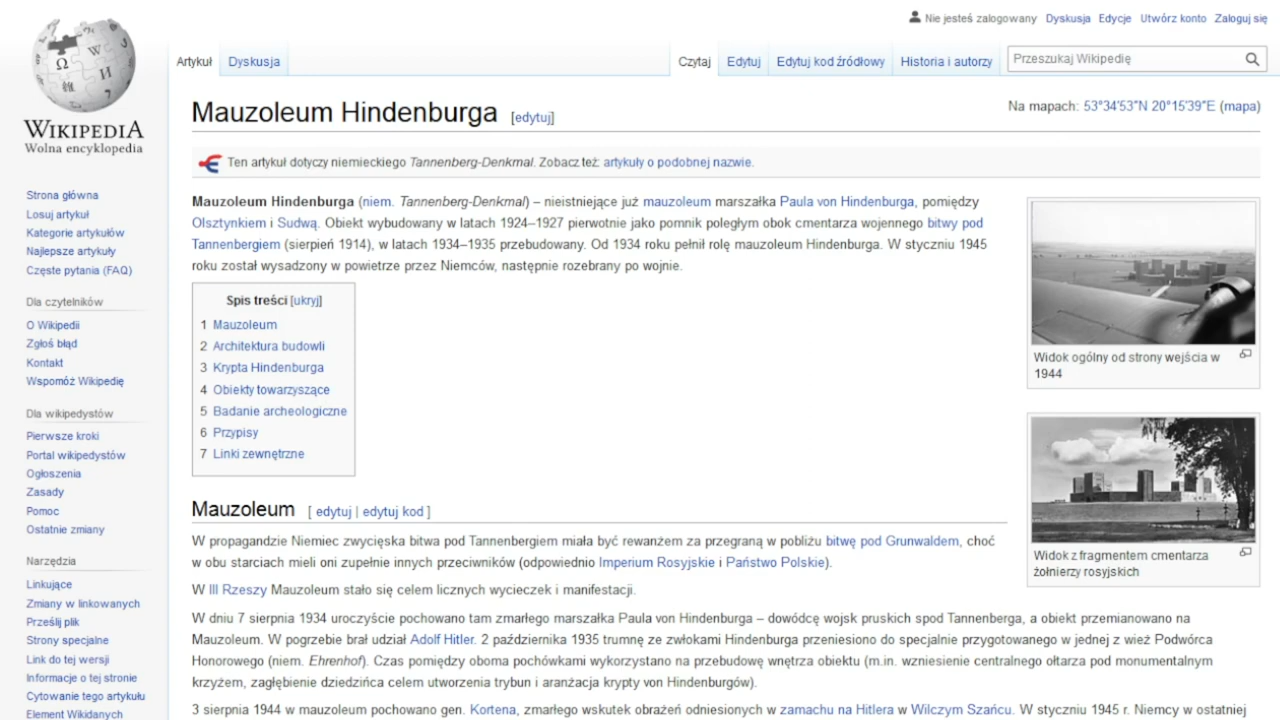 Nie jesteś zalogowany Dyskusja Edycje Utwórz konto Zaloguj się
Artykuł Dyskusja Czytaj Edytuj Edytuj kod źródłowy Historia i autorzy Przeszukaj Wikipedię
WIKIPEDIA
Wolna encyklopedia
Strona główna
Losuj artykuł
Kategorie artykułów
Najlepsze artykuły
Częste pytania (FAQ)
Dla czytelników
O Wikipedii
Zgłoś błąd
Kontakt
Wspomóż Wikipedię
Dla wikipedystów
Pierwsze kroki
Portal wikipedystów
Ogłoszenia
Zasady
Pomoc
Ostatnie zmiany
Narzędzia
Linkujące
Zmiany w linkowanych
Prześlij plik
Strony specjalne
Link do tej wersji
Informacje o tej stronie
Cytowanie tego artykułu
Element Wikidanych
Mauzoleum Hindenburga [edytuj]
Na mapach: 53°34′53″N 20°15′39″E (mapa)
Ten artykuł dotyczy niemieckiego Tannenberg-Denkmal. Zobacz też: artykuły o podobnej nazwie.
Mauzoleum Hindenburga (niem. Tannenberg-Denkmal) – nieistniejące już mauzoleum marszałka Paula von Hindenburga, pomiędzy
Olsztynkiem i Sudwą. Obiekt wybudowany w latach 1924–1927 pierwotnie jako pomnik poległym obok cmentarza wojennego bitwy pod
Tannenbergiem (sierpień 1914), w latach 1934–1935 przebudowany. Od 1934 roku pełnił rolę mauzoleum Hindenburga. W styczniu 1945
roku został wysadzony w powietrze przez Niemców, następnie rozebrany po wojnie.
Spis treści [ukryj]
1 Mauzoleum
2 Architektura budowli
3 Krypta Hindenburga
4 Obiekty towarzyszące
5 Badanie archeologiczne
6 Przypisy
7 Linki zewnętrzne
Widok ogólny od strony wejścia w
1944
Widok z fragmentem cmentarza
żołnierzy rosyjskich
Mauzoleum [ edytuj | edytuj kod ]
W propagandzie Niemiec zwycięska bitwa pod Tannenbergiem miała być rewanżem za przegraną w pobliżu bitwę pod Grunwaldem, choć
w obu starciach mieli oni zupełnie innych przeciwników (odpowiednio Imperium Rosyjskie i Państwo Polskie).
W III Rzeszy Mauzoleum stało się celem licznych wycieczek i manifestacji.
W dniu 7 sierpnia 1934 uroczyście pochowano tam zmarłego marszałka Paula von Hindenburga – dowódcę wojsk pruskich spod Tannenberga, a obiekt przemianowano na
Mauzoleum. W pogrzebie brał udział Adolf Hitler. 2 października 1935 trumnę ze zwłokami Hindenburga przeniesiono do specjalnie przygotowanego w jednej z wież Podwórca
Honorowego (niem. Ehrenhof). Czas pomiędzy oboma pochówkami wykorzystano na przebudowę wnętrza obiektu (m.in. wzniesienie centralnego ołtarza pod monumentalnym
krzyżem, zagłębienie dziedzińca celem utworzenia trybun i aranżacja krypty von Hindenburgów).
3 sierpnia 1944 w mauzoleum pochowano gen. Kortena, zmarłego wskutek obrażeń odniesionych w zamachu na Hitlera w Wilczym Szańcu. W styczniu 1945 r. Niemcy w ostatniej